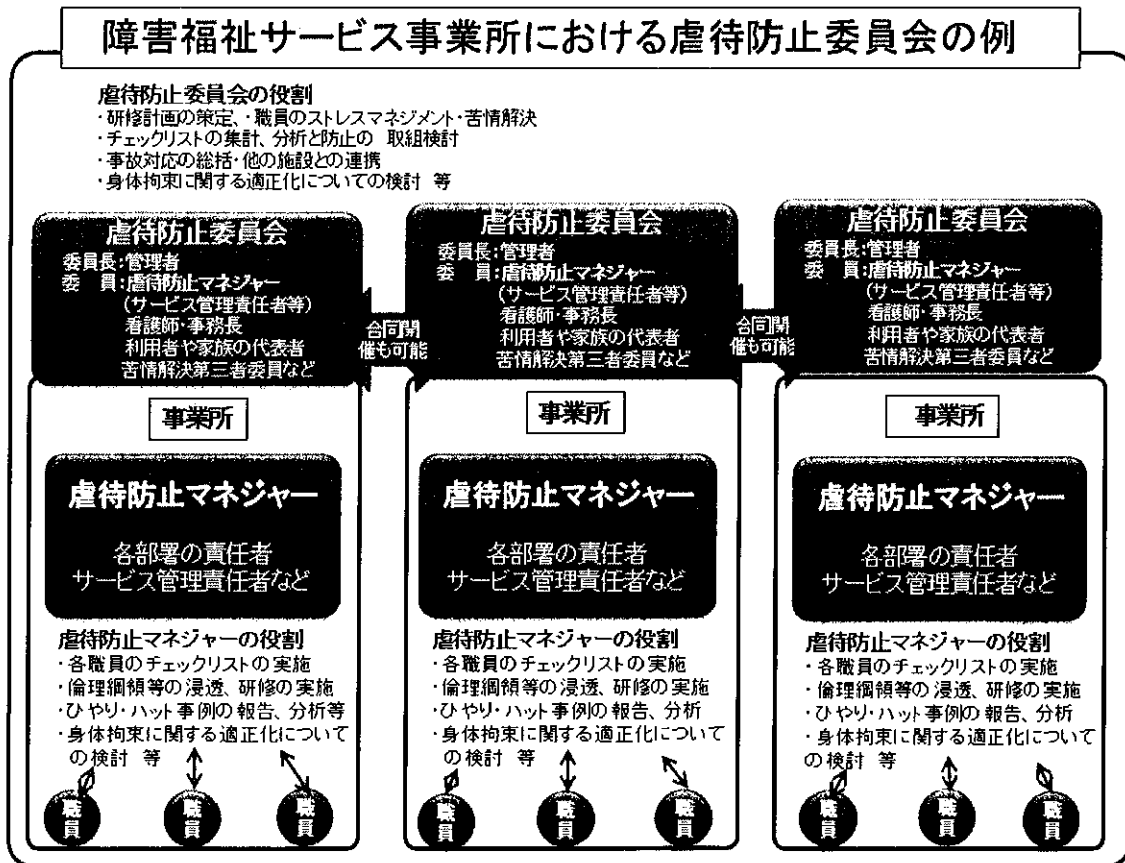 障害福祉サービス事業所における虐待防止委員会の例
虐待防止委員会の役割
・研修計画の策定、・職員のストレスマネジメント・苦情解決
・チェックリストの集計、分析と防止の 取組検討
・事故対応の総括・他の施設との連携
・身体拘束に関する適正化についての検討 等
虐待防止委員会
委員長:管理者
委 員:虐待防止マネジャー
(サービス管理責任者等)
看護師・事務長
利用者や家族の代表者
苦情解決第三者委員など
合同開
催も可能
虐待防止委員会
委員長:管理者
委 員:虐待防止マネジャー
(サービス管理責任者等)
看護師・事務長
利用者や家族の代表者
苦情解決第三者委員など
合同開
催も可能
虐待防止委員会
委員長:管理者
委 員:虐待防止マネジャー
(サービス管理責任者等)
看護師・事務長
利用者や家族の代表者
苦情解決第三者委員など
事業所
虐待防止マネジャー
各部署の責任者
サービス管理責任者など
虐待防止マネジャーの役割
・各職員のチェックリストの実施
・倫理綱領等の浸透、研修の実施
・ひやり・ハット事例の報告、分析等
・身体拘束に関する適正化について
の検討 等
職員
職員
職員
事業所
虐待防止マネジャー
各部署の責任者
サービス管理責任者など
虐待防止マネジャーの役割
・各職員のチェックリストの実施
・倫理綱領等の浸透、研修の実施
・ひやり・ハット事例の報告、分析等
・身体拘束に関する適正化について
の検討 等
職員
職員
職員
事業所
虐待防止マネジャー
各部署の責任者
サービス管理責任者など
虐待防止マネジャーの役割
・各職員のチェックリストの実施
・倫理綱領等の浸透、研修の実施
・ひやり・ハット事例の報告、分析
・身体拘束に関する適正化について
の検討 等
職員
職員
職員